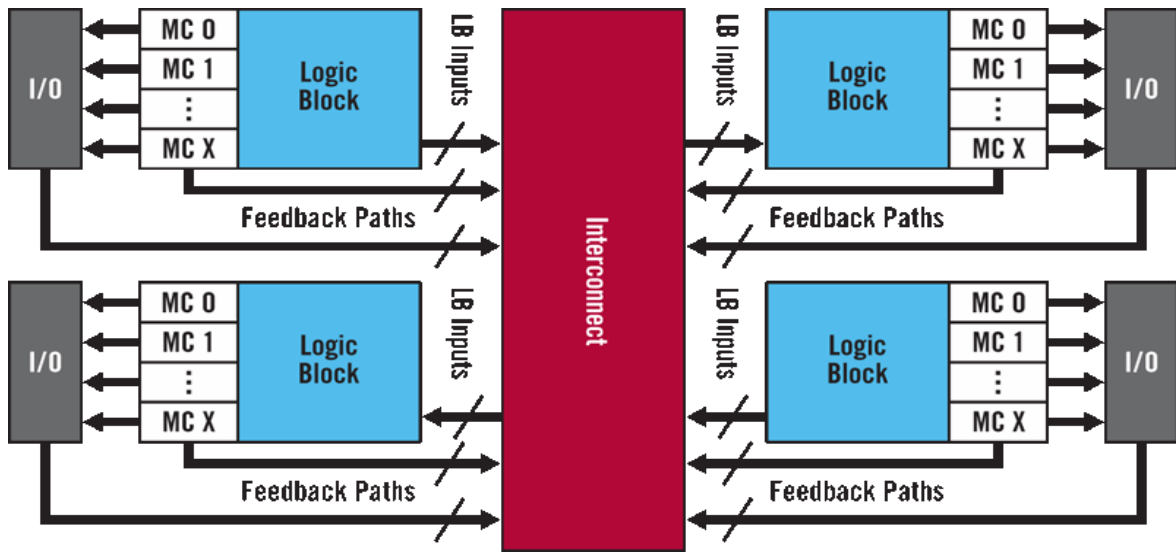 I/O
MC 0
MC 1
⋮
MC X
Logic
Block
LB Inputs
Feedback Paths
Interconnect
LB Inputs
Logic
Block
MC 0
MC 1
⋮
MC X
I/O
Feedback Paths
I/O
MC 0
MC 1
⋮
MC X
Logic
Block
LB Inputs
Feedback Paths
LB Inputs
Logic
Block
MC 0
MC 1
⋮
MC X
I/O
Feedback Paths